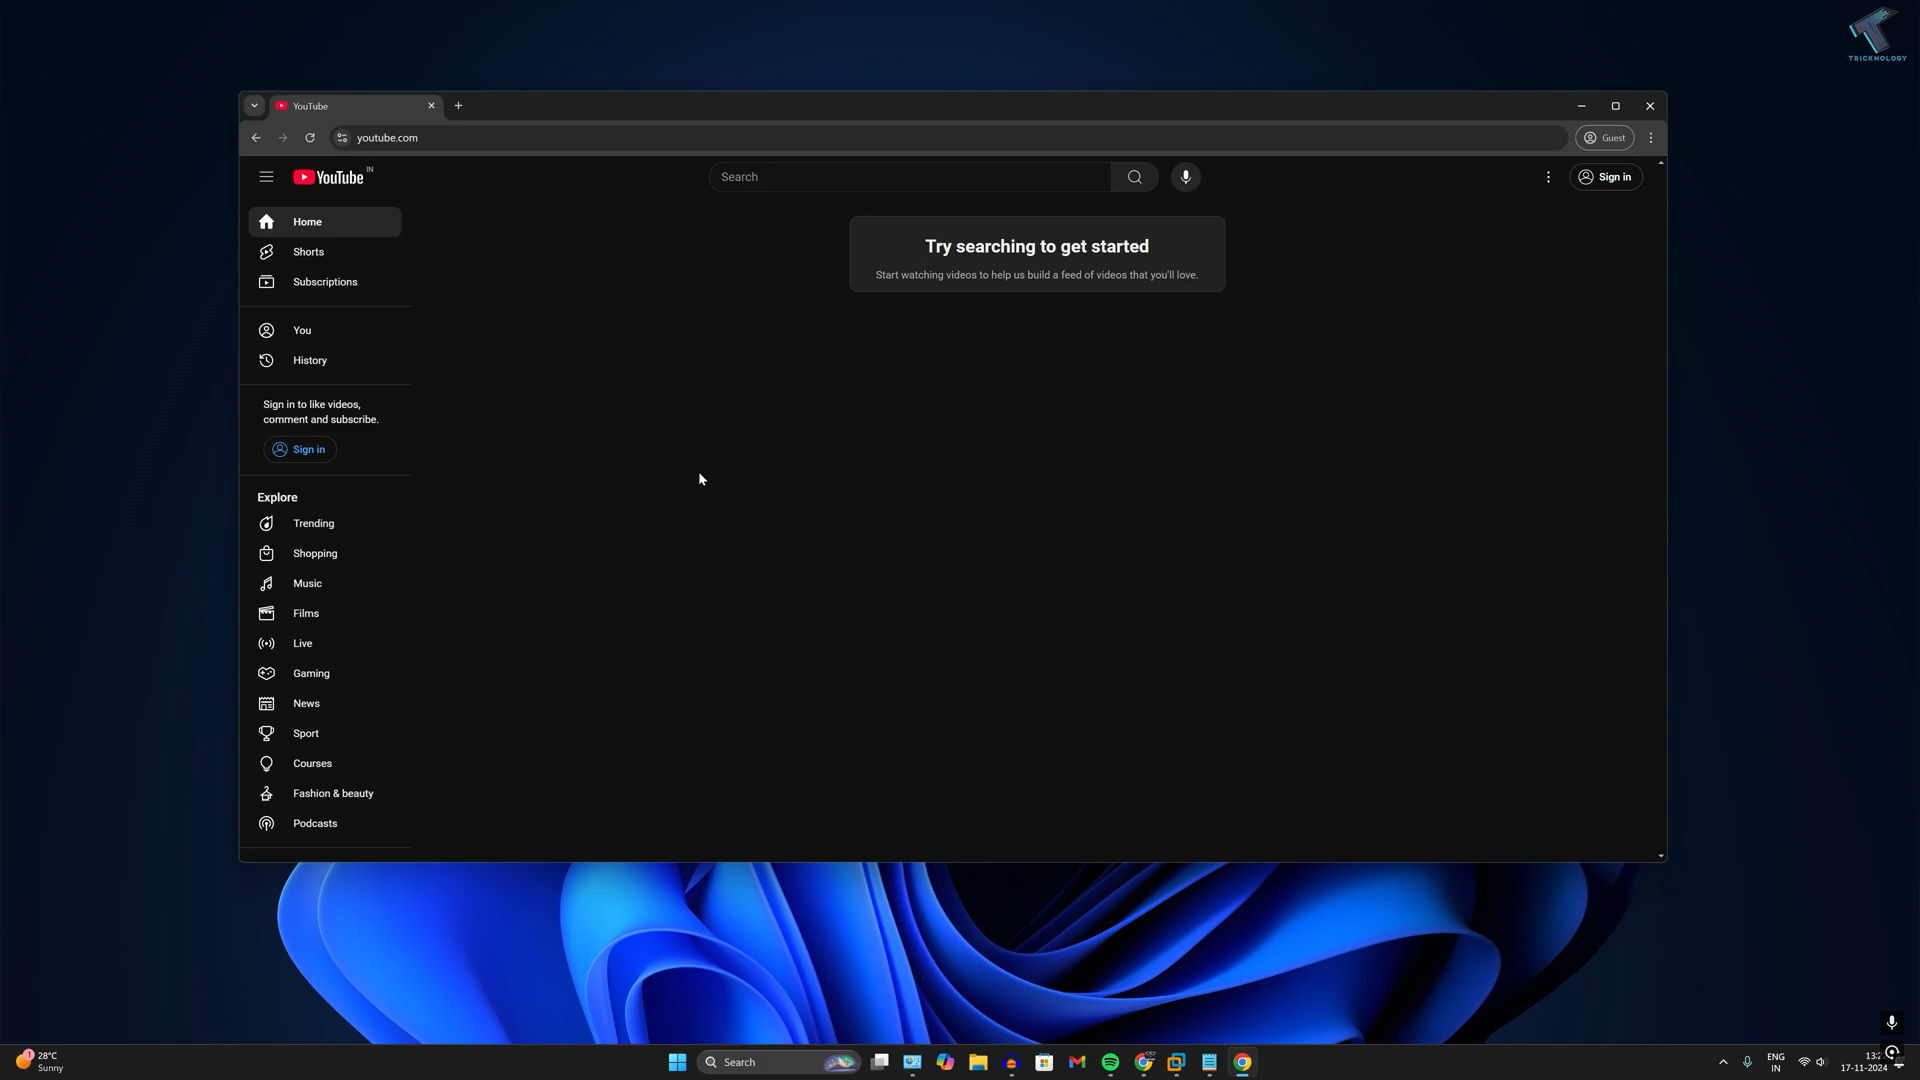 TRICKNOLOGY
YouTube
youtube.com
Guest
YouTube IN
Search
Sign in
Home
Shorts
Subscriptions
Try searching to get started
Start watching videos to help us build a feed of videos that you'll love.
You
History
Sign in to like videos,
comment and subscribe.
Sign in
Explore
Trending
Shopping
Music
Films
Live
Gaming
News
Sport
Courses
Fashion & beauty
Podcasts
1
28°C
Sunny
Search
ENG
IN
17-11-2024